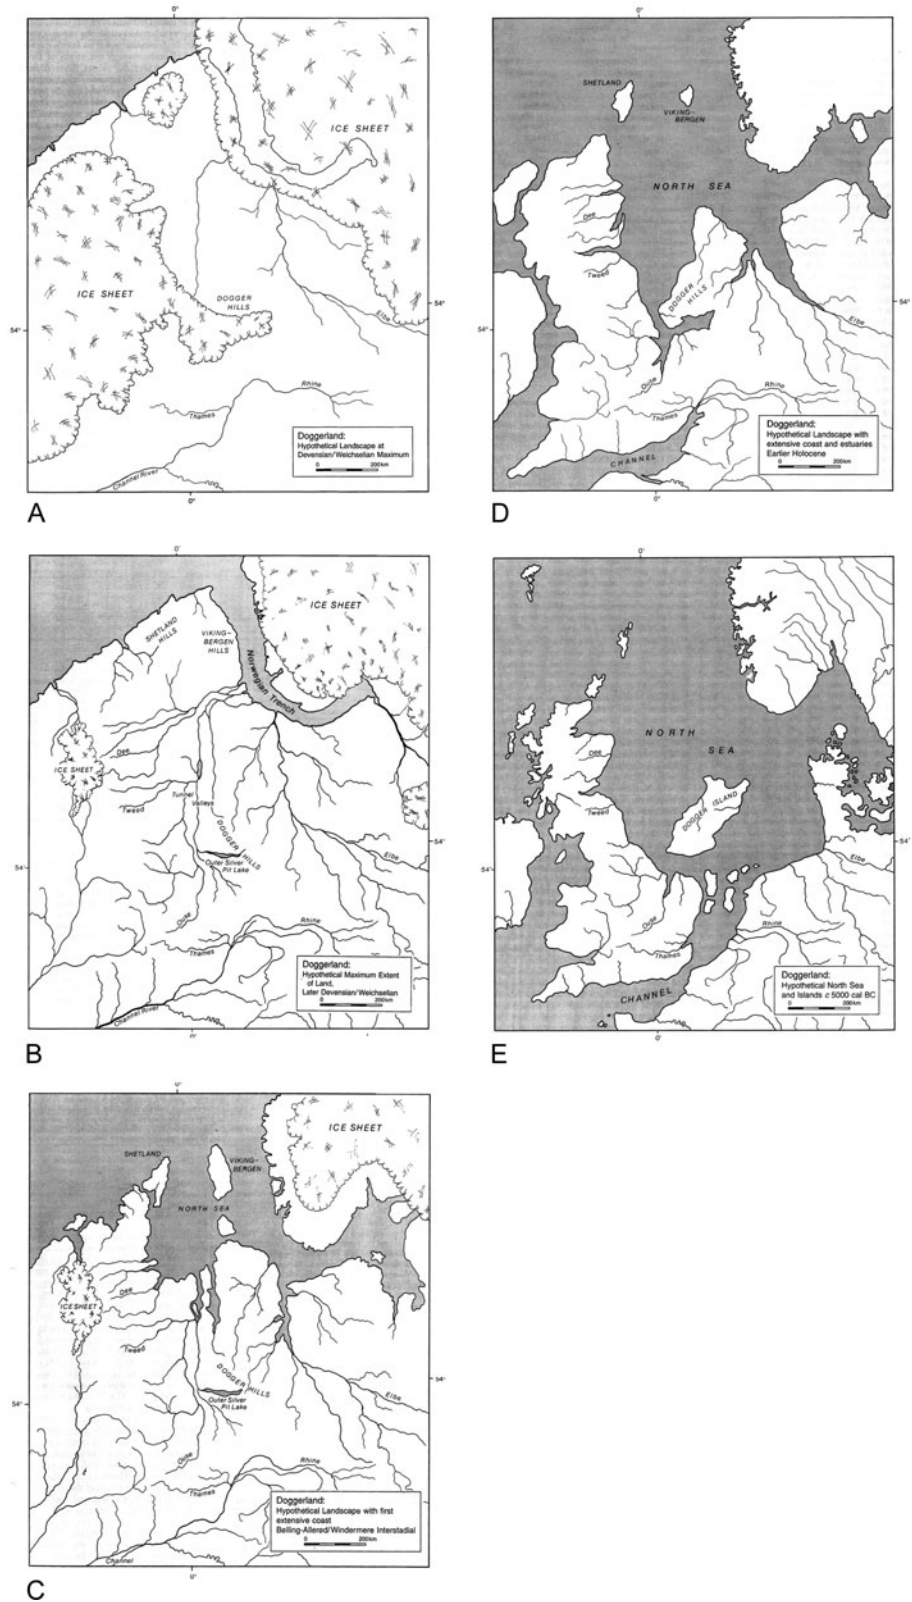 0°
ICE SHEET
ICE SHEET
DOGGER
HILLS
54°
54°
Elbe
Rhine
Thames
Channel River
Doggerland:
Hypothetical Landscape at
Devensian/Weichselian Maximum
0 200km
0°
A
0°
SHETLAND
VIKING–
BERGEN
NORTH SEA
Dee
Tweed
DOGGER
HILLS
54°
54°
Elbe
Ouse
Rhine
Thames
CHANNEL
Doggerland:
Hypothetical Landscape with
extensive coast and estuaries
Earlier Holocene
0 200km
0°
D
0°
ICE SHEET
SHETLAND
HILLS
VIKING–
BERGEN
HILLS
Norwegian Trench
Dee
ICE SHEET
Tunnel
Valleys
Tweed
DOGGER HILLS
Outer Silver
Pit Lake
54°
54°
Elbe
Ouse
Rhine
Thames
Channel River
Doggerland:
Hypothetical Maximum Extent
of Land,
Later Devensian/Weichselian
0 200km
B
0°
NORTH
SEA
Dee
Tweed
DOGGER ISLAND
54°
54°
Elbe
Ouse
Rhine
Thames
CHANNEL
Doggerland:
Hypothetical North Sea
and Islands c 5000 cal BC
0 200km
0°
E
0°
ICE SHEET
SHETLAND
VIKING–
BERGEN
NORTH SEA
Dee
ICE SHEET
Tweed
DOGGER HILLS
Outer Silver
Pit Lake
54°
54°
Elbe
Ouse
Rhine
Thames
Channel
Doggerland:
Hypothetical Landscape with first
extensive coast
Bølling-Allerød/Windermere Interstadial
0 200km
0°
C